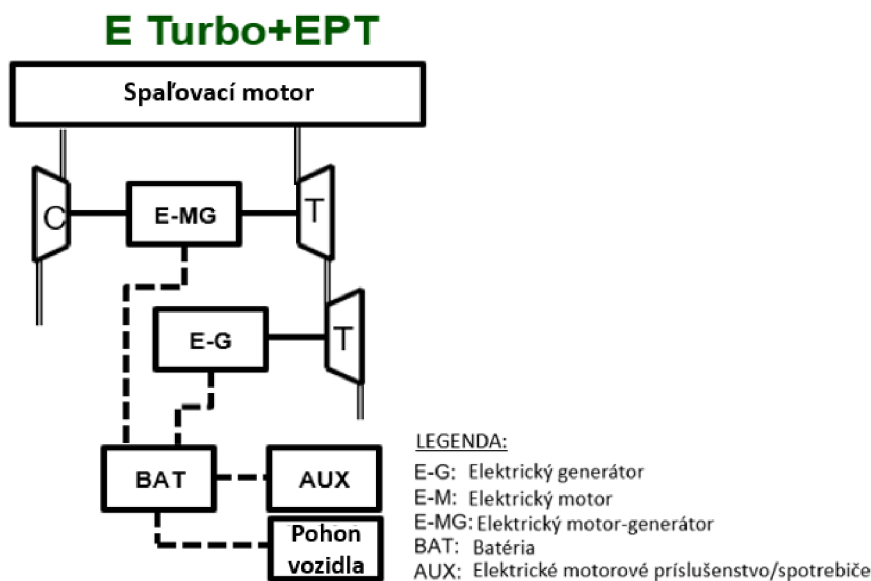 E Turbo+EPT
Spaľovací motor
C
E-MG
T
E-G
T
BAT
AUX
Pohon
vozidla
LEGENDA:
E-G: Elektrický generátor
E-M: Elektrický motor
E-MG: Elektrický motor-generátor
BAT: Batéria
AUX: Elektrické motorové príslušenstvo/spotrebiče